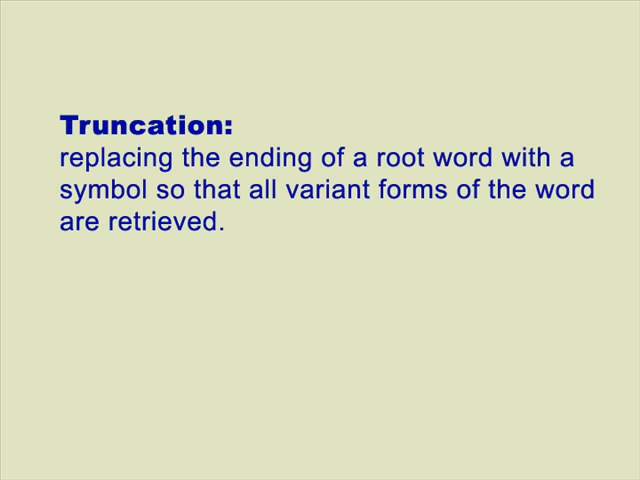 Truncation:
replacing the ending of a root word with a
symbol so that all variant forms of the word
are retrieved.